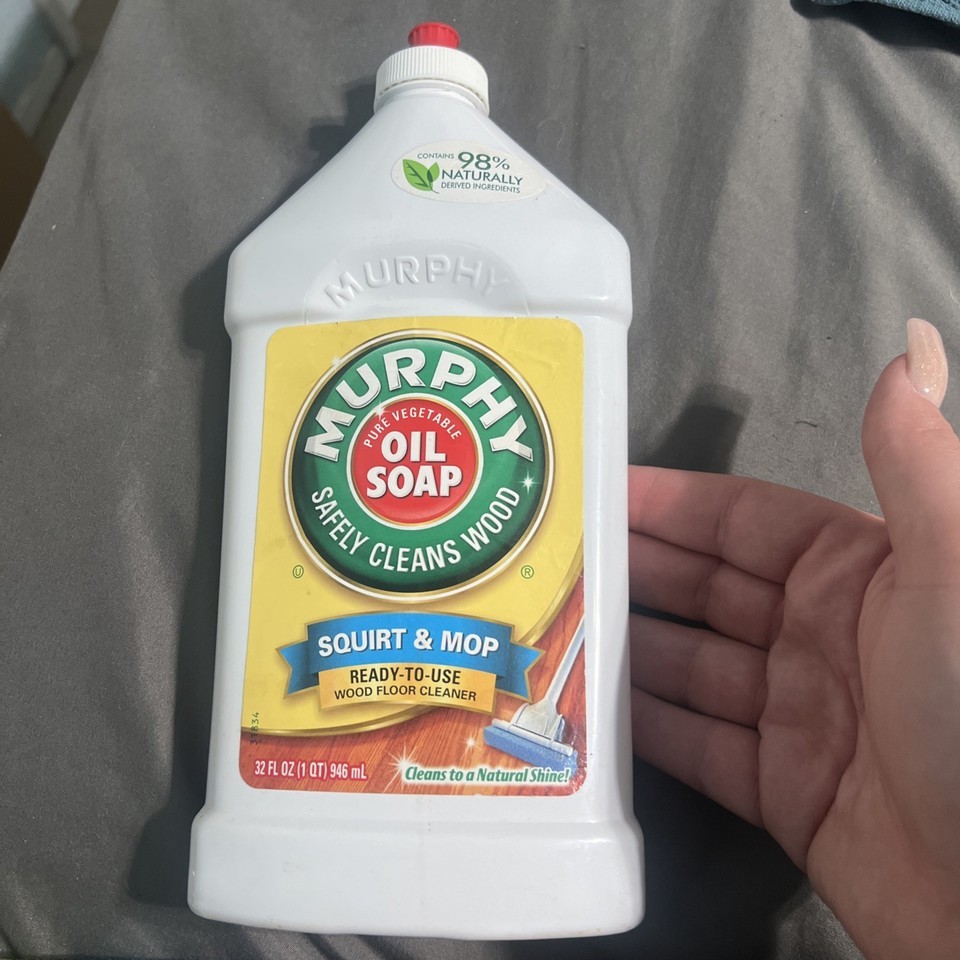 CONTAINS 98%
NATURALLY
DERIVED INGREDIENTS
MURPHY
MURPHY
PURE VEGETABLE
OIL
SOAP
SAFELY CLEANS WOOD
U
®
SQUIRT & MOP
READY-TO-USE
WOOD FLOOR CLEANER
32 FL OZ (1 QT) 946 mL
Cleans to a Natural Shine!